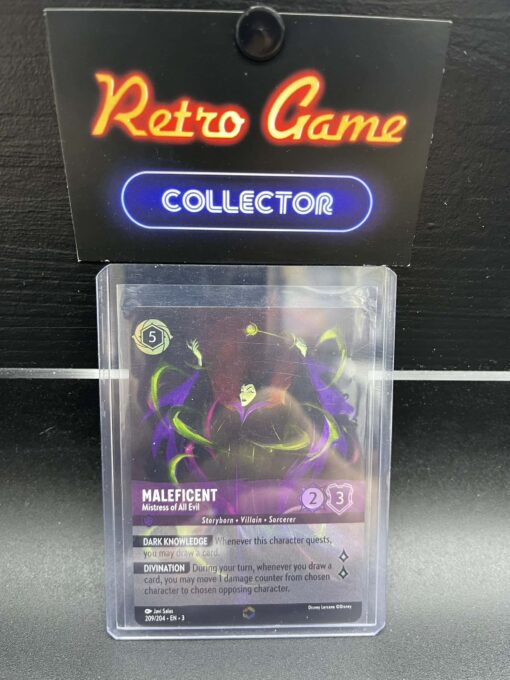 Retro Game
COLLECTOR
5
MALEFICENT
Mistress of All Evil
2
3
Storyborn • Villain • Sorcerer
DARK KNOWLEDGE Whenever this character quests,
you may draw a card.
DIVINATION During your turn, whenever you draw a
card, you may move 1 damage counter from chosen
character to chosen opposing character.
Javi Salas
Disney Lorcana ©Disney
209/204 • EN • 3